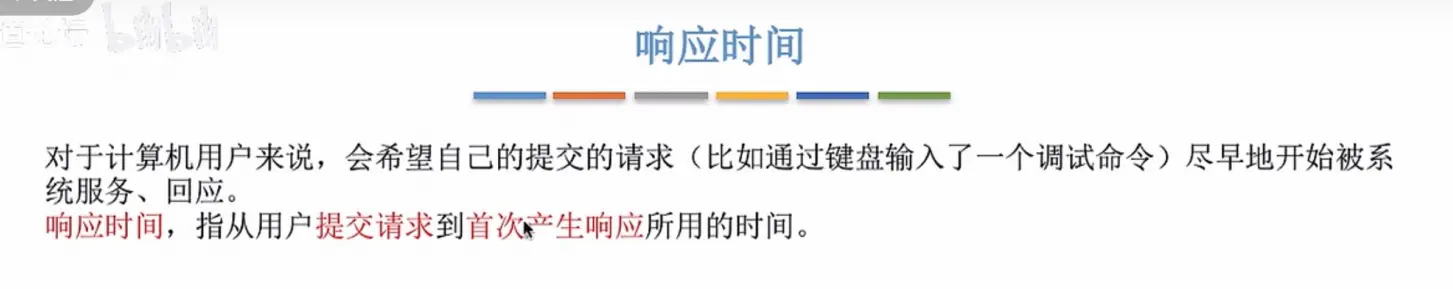 响应时间
对于计算机用户来说，会希望自己的提交的请求（比如通过键盘输入了一个调试命令）尽早地开始被系
统服务、回应。
响应时间，指从用户提交请求到首次产生响应所用的时间。